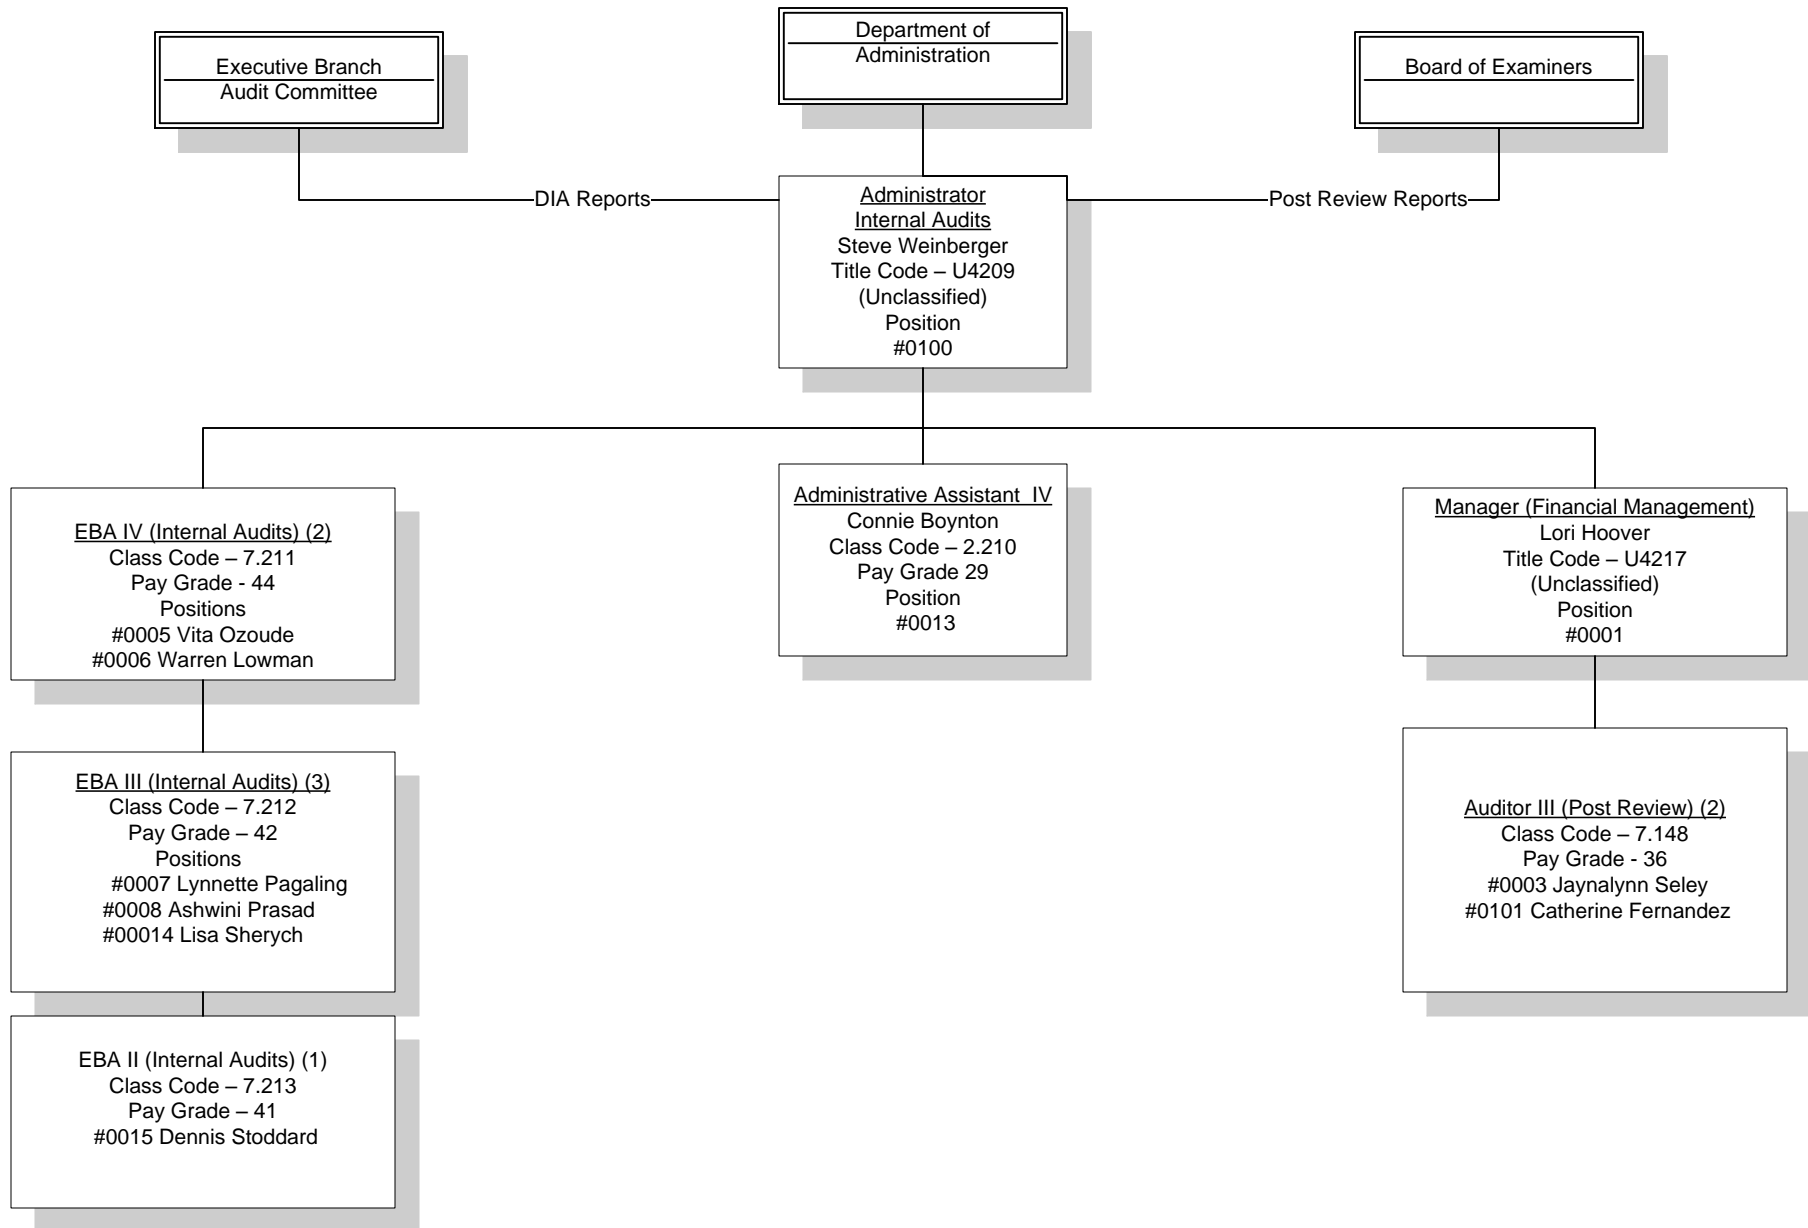 Executive Branch
Audit Committee
Department of
Administration
Board of Examiners
DIA Reports
Post Review Reports
Administrator
Internal Audits
Steve Weinberger
Title Code – U4209
(Unclassified)
Position
#0100
EBA IV (Internal Audits) (2)
Class Code – 7.211
Pay Grade - 44
Positions
#0005 Vita Ozoude
#0006 Warren Lowman
Administrative Assistant  IV
Connie Boynton
Class Code – 2.210
Pay Grade 29
Position
#0013
Manager (Financial Management)
Lori Hoover
Title Code – U4217
(Unclassified)
Position
#0001
EBA III (Internal Audits) (3)
Class Code – 7.212
Pay Grade – 42
Positions
#0007 Lynnette Pagaling
#0008 Ashwini Prasad
#00014 Lisa Sherych
Auditor III (Post Review) (2)
Class Code – 7.148
Pay Grade - 36
#0003 Jaynalynn Seley
#0101 Catherine Fernandez
EBA II (Internal Audits) (1)
Class Code – 7.213
Pay Grade – 41
#0015 Dennis Stoddard